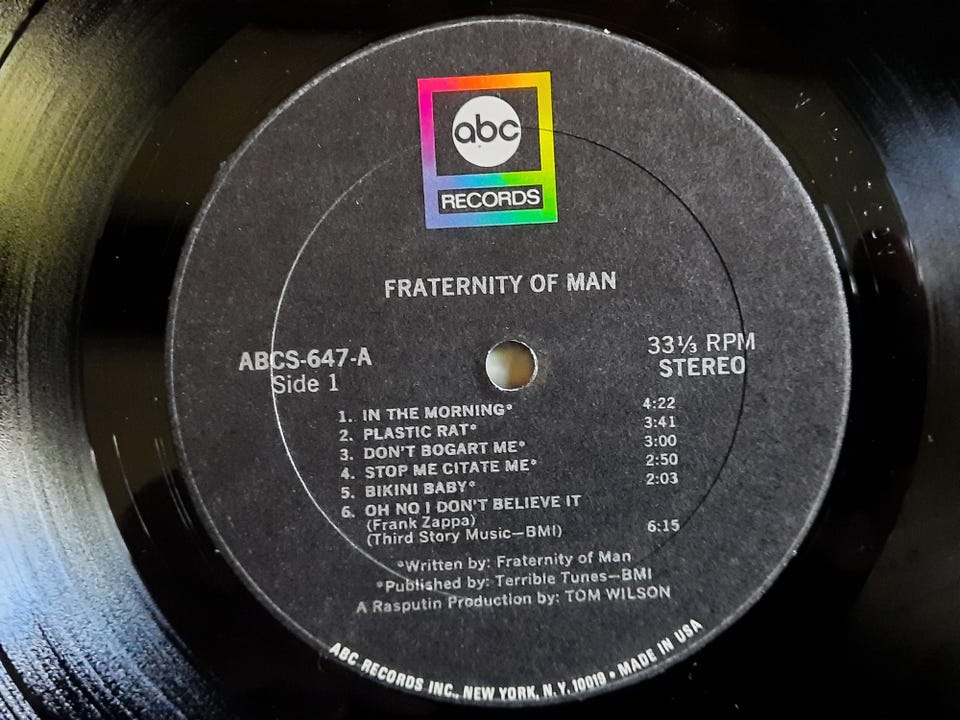 abc
RECORDS
FRATERNITY OF MAN
ABCS-647-A
Side 1
33⅓ RPM
STEREO
1. IN THE MORNING* 4:22
2. PLASTIC RAT* 3:41
3. DON'T BOGART ME* 3:00
4. STOP ME CITATE ME* 2:50
5. BIKINI BABY* 2:03
6. OH NO I DON'T BELIEVE IT
(Frank Zappa)
(Third Story Music—BMI) 6:15
*Written by: Fraternity of Man
*Published by: Terrible Tunes—BMI
A Rasputin Production by: TOM WILSON
ABC RECORDS INC., NEW YORK, N.Y. 10019 • MADE IN USA